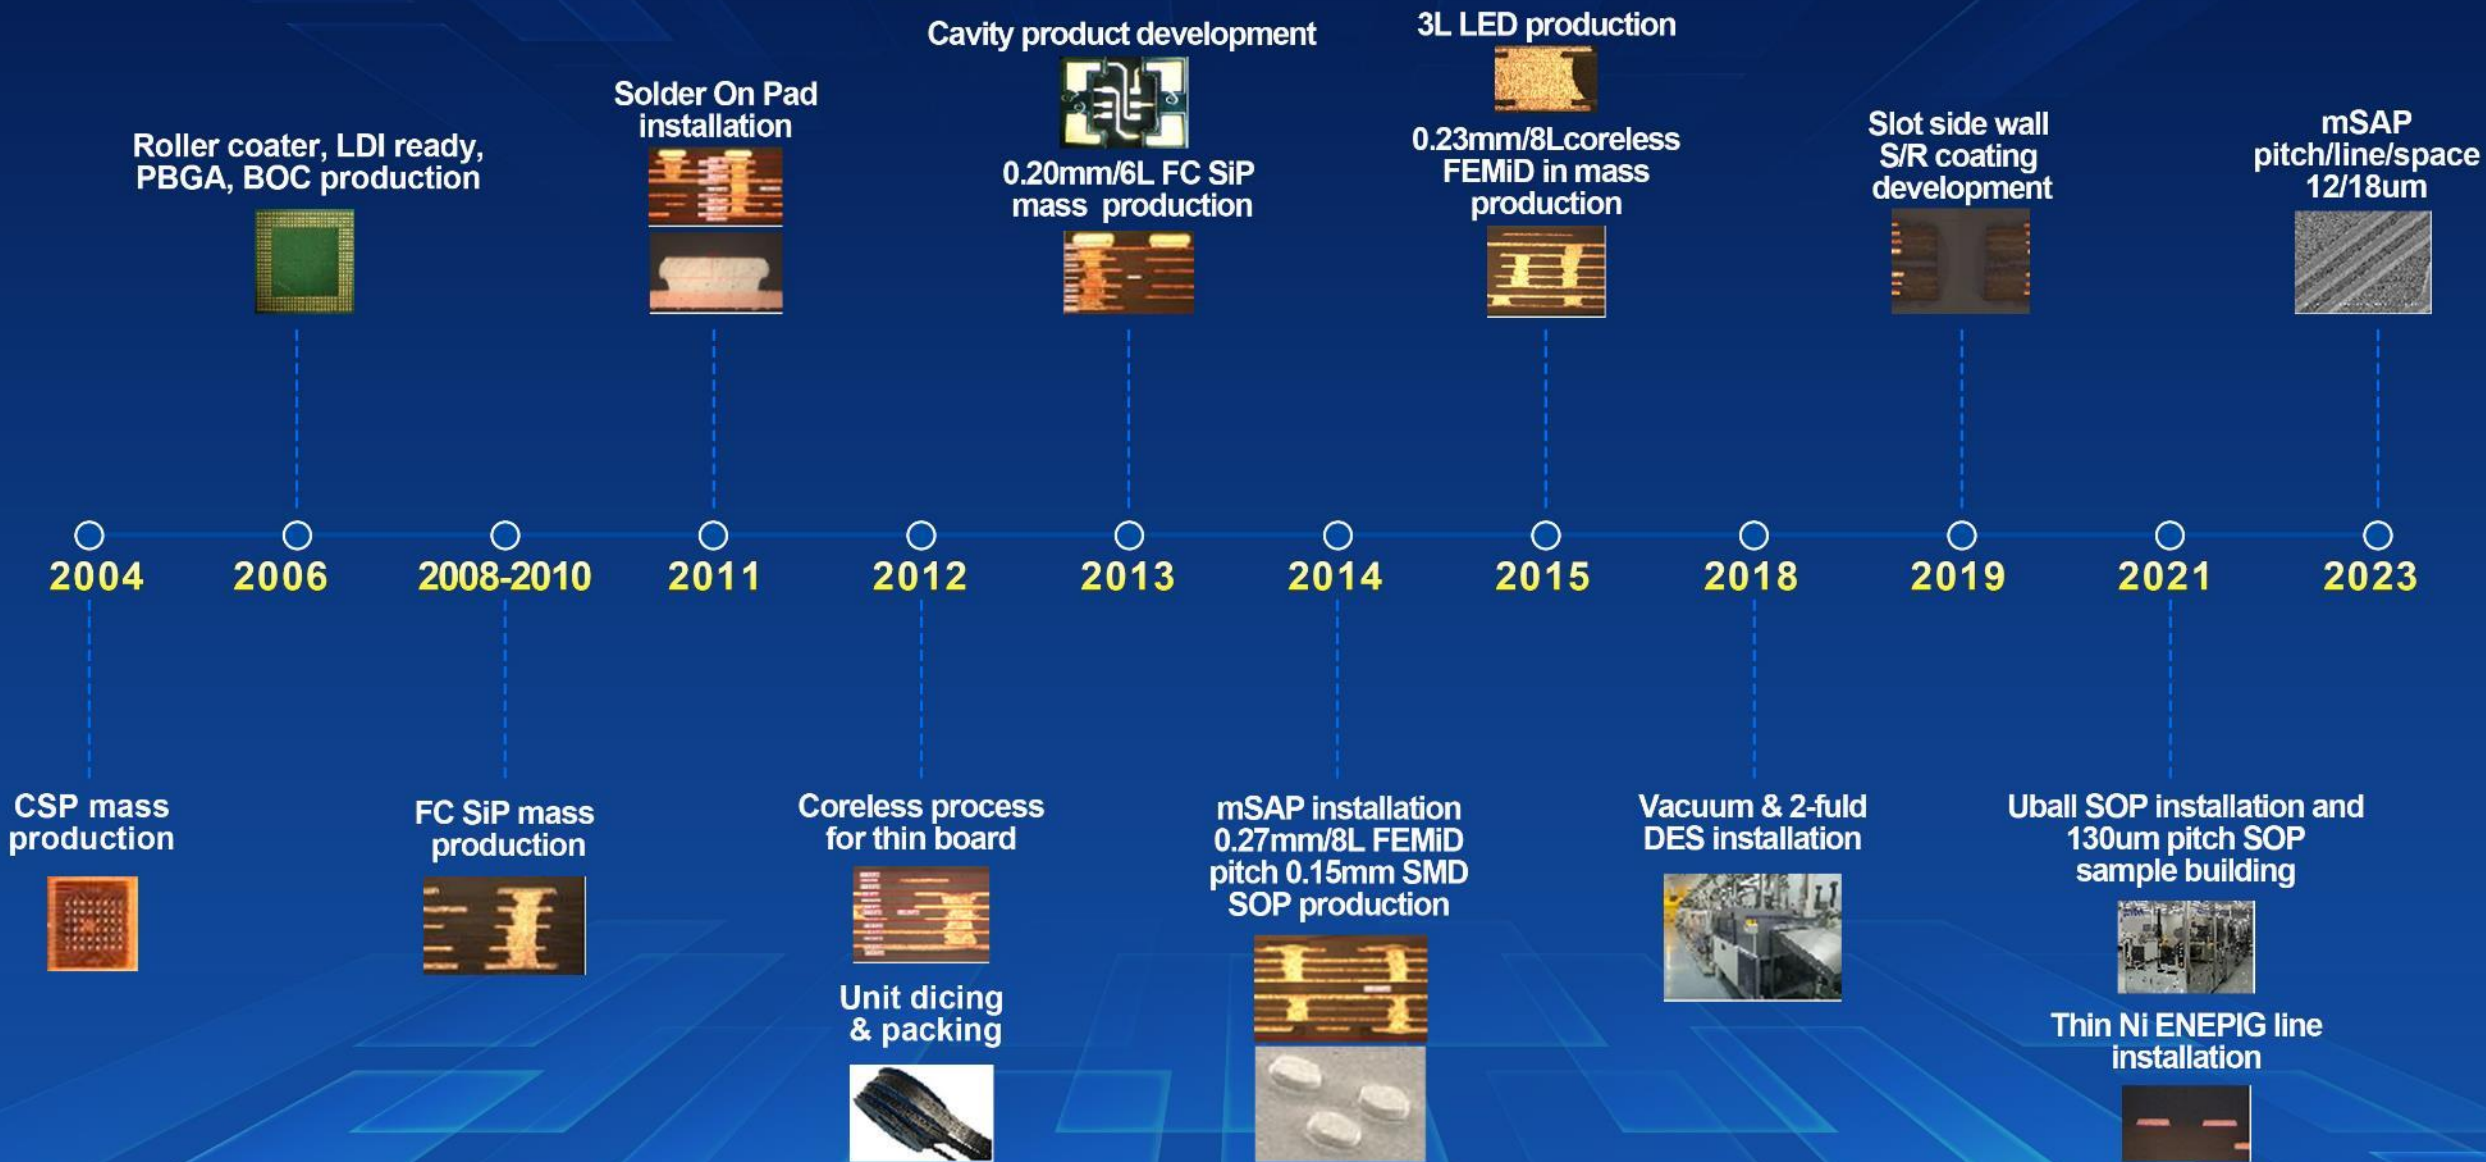 Cavity product development
3L LED production
Solder On Pad
installation
Roller coater, LDI ready,
PBGA, BOC production
0.20mm/6L FC SiP
mass production
0.23mm/8Lcoreless
FEMiD in mass
production
Slot side wall
S/R coating
development
mSAP
pitch/line/space
12/18um
2004
2006
2008-2010
2011
2012
2013
2014
2015
2018
2019
2021
2023
CSP mass
production
FC SiP mass
production
Coreless process
for thin board
Unit dicing
& packing
mSAP installation
0.27mm/8L FEMiD
pitch 0.15mm SMD
SOP production
Vacuum & 2-fuld
DES installation
Uball SOP installation and
130um pitch SOP
sample building
Thin Ni ENEPIG line
installation